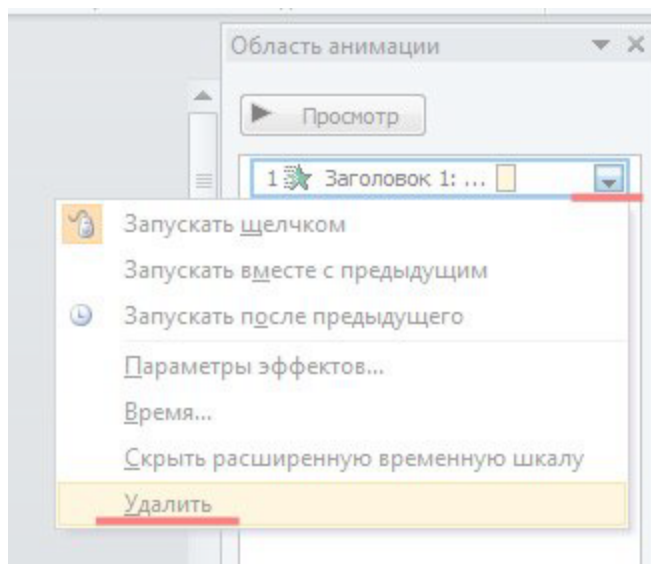 Область анимации
Просмотр
1 Заголовок 1: ...
Запускать щелчком
Запускать вместе с предыдущим
Запускать после предыдущего
Параметры эффектов...
Время...
Скрыть расширенную временную шкалу
Удалить